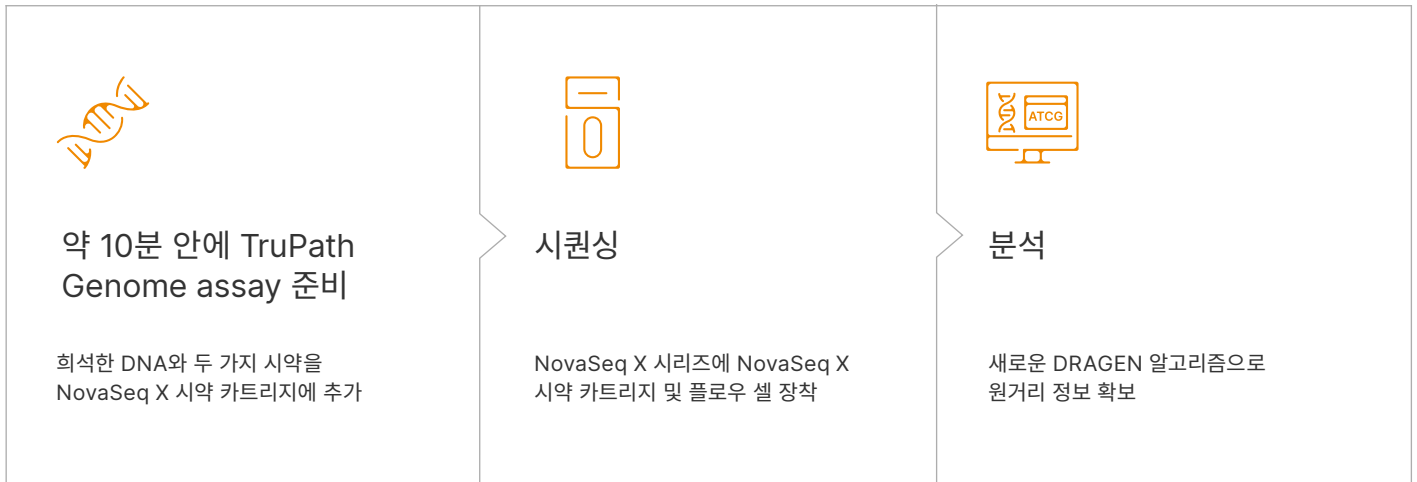 약 10분 안에 TruPath
Genome assay 준비
희석한 DNA와 두 가지 시약을
NovaSeq X 시약 카트리지에 추가
시퀀싱
NovaSeq X 시리즈에 NovaSeq X
시약 카트리지 및 플로우 셀 장착
ATCG
분석
새로운 DRAGEN 알고리즘으로
원거리 정보 확보